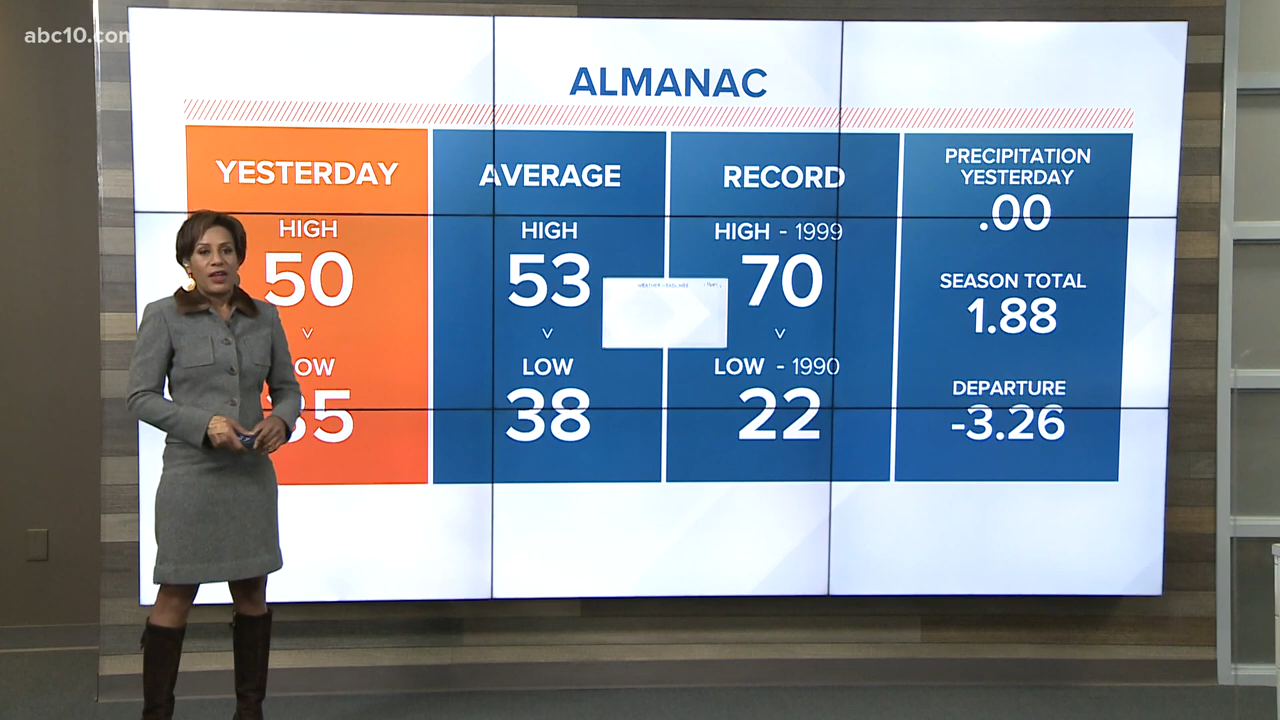 abc10.com
ALMANAC
YESTERDAY
HIGH
50
LOW
35
AVERAGE
HIGH
53
LOW
38
RECORD
HIGH - 1999
70
LOW - 1990
22
PRECIPITATION
YESTERDAY
.00
SEASON TOTAL
1.88
DEPARTURE
-3.26